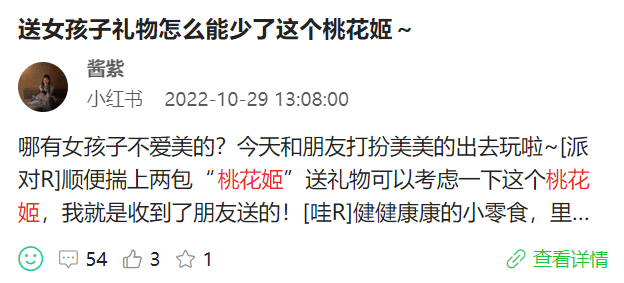 送女孩子礼物怎么能少了这个桃花姬～
酱紫
小红书 2022-10-29 13:08:00
哪有女孩子不爱美的？今天和朋友打扮美美的出去玩啦~[派
对R]顺便揣上两包“桃花姬”送礼物可以考虑一下这个桃花
姬，我就是收到了朋友送的！[哇R]健健康康的小零食，里...
54 3 1 查看详情